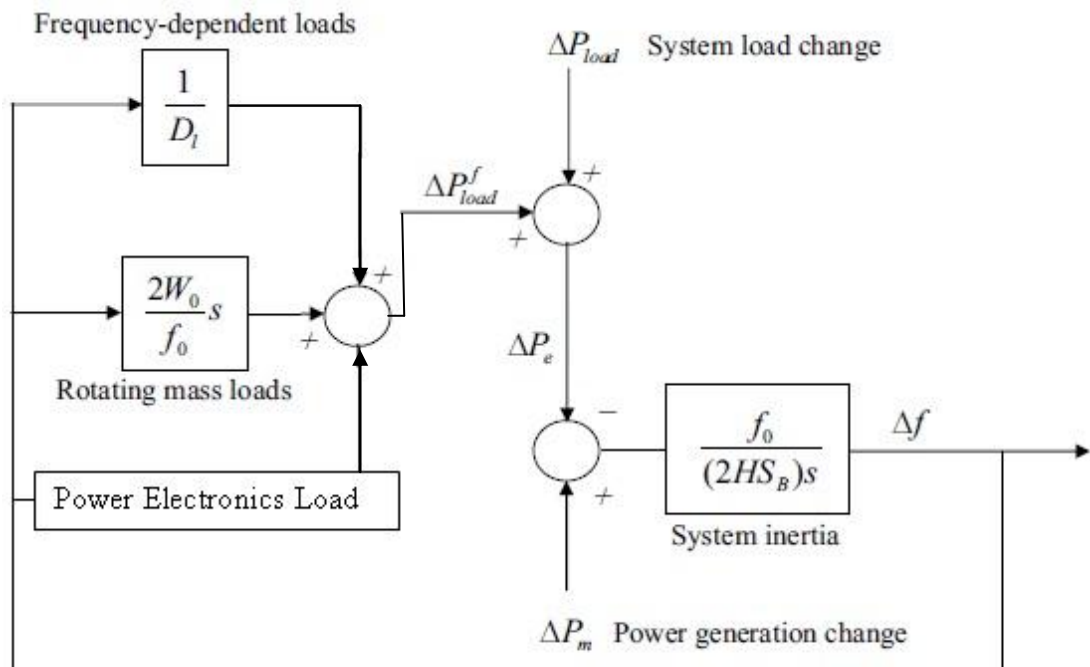 Frequency-dependent loads
1
D_l
ΔP_load System load change
+
ΔP^f_load
+
+
2W_0
f_0 s
+
Rotating mass loads
ΔP_e
−
f_0
(2HS_B)s
Δf
Power Electronics Load
+
System inertia
ΔP_m Power generation change